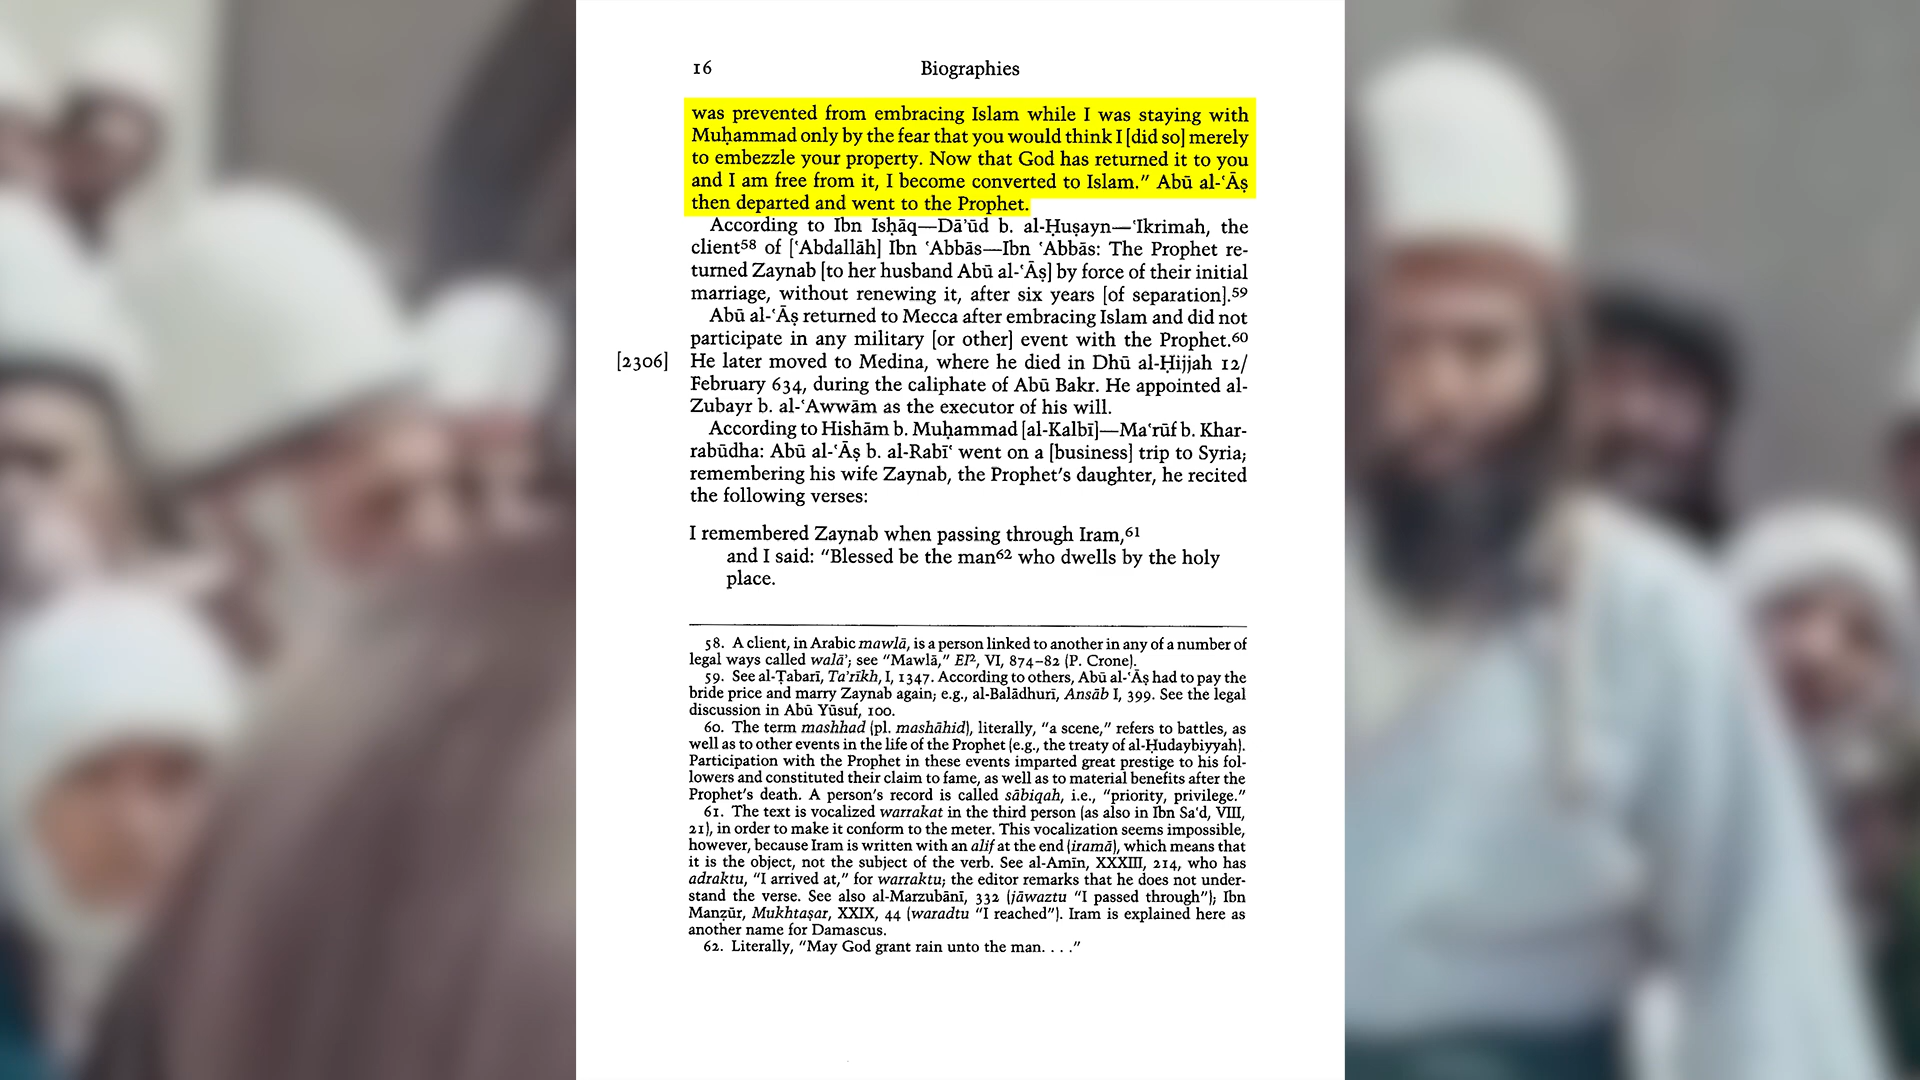 16 Biographies
was prevented from embracing Islam while I was staying with
Muḥammad only by the fear that you would think I [did so] merely
to embezzle your property. Now that God has returned it to you
and I am free from it, I become converted to Islam.” Abū al-ʿĀṣ
then departed and went to the Prophet.
According to Ibn Isḥāq—Dā’ūd b. al-Ḥuṣayn—ʿIkrimah, the
client⁵⁸ of [ʿAbdallāh] Ibn ʿAbbās—Ibn ʿAbbās: The Prophet re-
turned Zaynab [to her husband Abū al-ʿĀṣ] by force of their initial
marriage, without renewing it, after six years [of separation].⁵⁹
Abū al-ʿĀṣ returned to Mecca after embracing Islam and did not
participate in any military [or other] event with the Prophet.⁶⁰
[2306] He later moved to Medina, where he died in Dhū al-Ḥijjah 12/
February 634, during the caliphate of Abū Bakr. He appointed al-
Zubayr b. al-ʿAwwām as the executor of his will.
According to Hishām b. Muḥammad [al-Kalbī]—Maʿrūf b. Khar-
rabūdha: Abū al-ʿĀṣ b. al-Rabīʿ went on a [business] trip to Syria;
remembering his wife Zaynab, the Prophet’s daughter, he recited
the following verses:
I remembered Zaynab when passing through Iram,⁶¹
and I said: “Blessed be the man⁶² who dwells by the holy
place.
58. A client, in Arabic mawlā, is a person linked to another in any of a number of
legal ways called walā’; see “Mawlā,” EI², VI, 874–82 (P. Crone).
59. See al-Ṭabarī, Ta’rīkh, I, 1347. According to others, Abū al-ʿĀṣ had to pay the
bride price and marry Zaynab again; e.g., al-Balādhurī, Ansāb I, 399. See the legal
discussion in Abū Yūsuf, 100.
60. The term mashhad (pl. mashāhid), literally, “a scene,” refers to battles, as
well as to other events in the life of the Prophet (e.g., the treaty of al-Ḥudaybiyyah).
Participation with the Prophet in these events imparted great prestige to his fol-
lowers and constituted their claim to fame, as well as to material benefits after the
Prophet’s death. A person’s record is called sābiqah, i.e., “priority, privilege.”
61. The text is vocalized warrakat in the third person (as also in Ibn Saʿd, VIII,
21), in order to make it conform to the meter. This vocalization seems impossible,
however, because Iram is written with an alif at the end (iramā), which means that
it is the object, not the subject of the verb. See al-Amīn, XXXIII, 214, who has
adraktu, “I arrived at,” for warraktu; the editor remarks that he does not under-
stand the verse. See also al-Marzubānī, 332 (jāwaztu “I passed through”); Ibn
Manẓūr, Mukhtaṣar, XXIX, 44 (waradtu “I reached”). Iram is explained here as
another name for Damascus.
62. Literally, “May God grant rain unto the man. . . .”